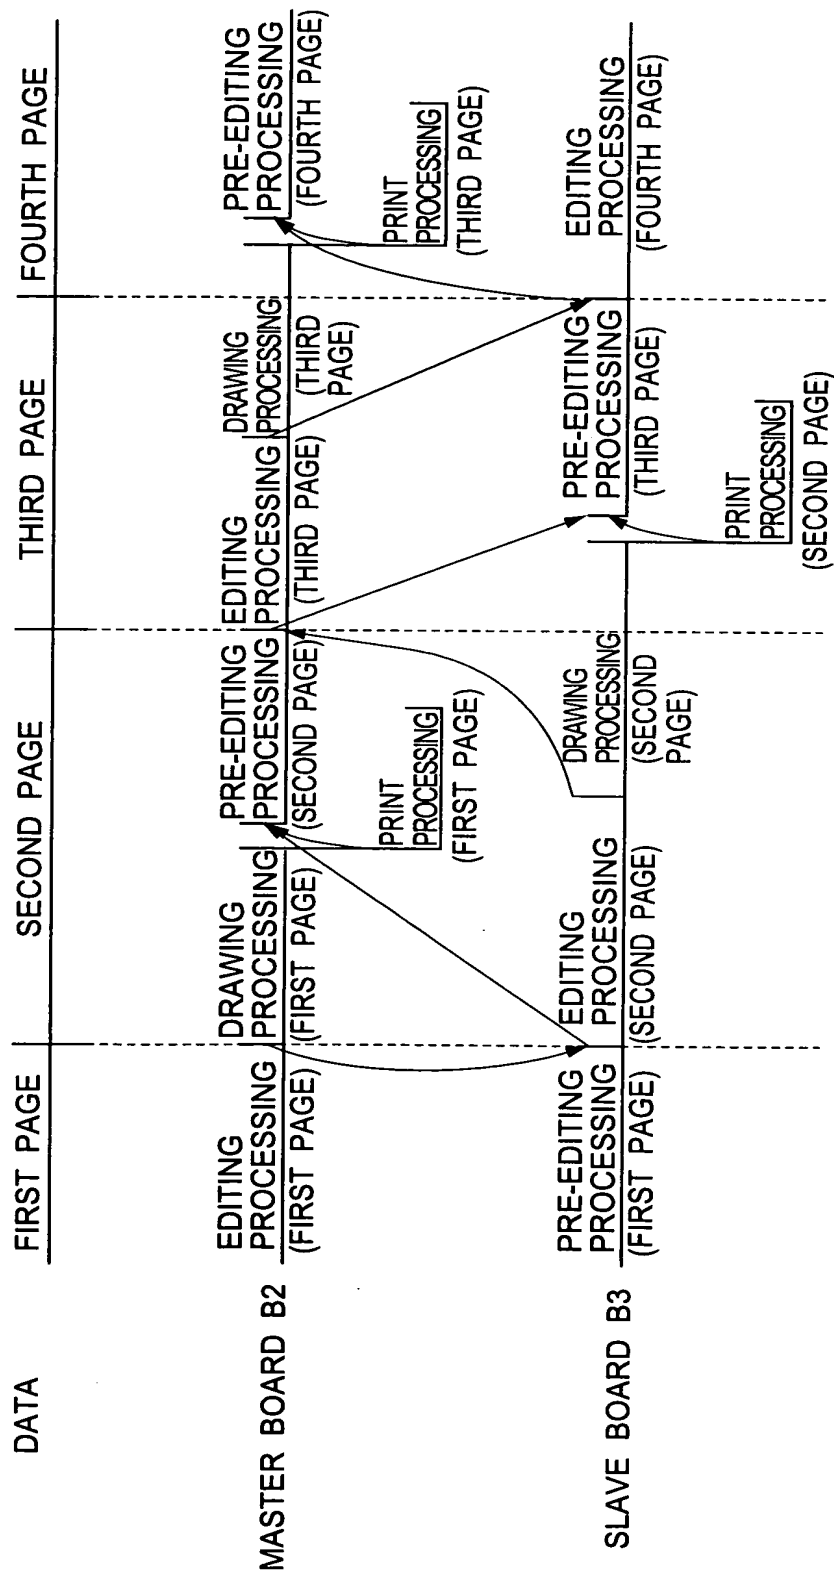 DATA
FIRST PAGE
SECOND PAGE
THIRD PAGE
FOURTH PAGE
MASTER BOARD B2
EDITING
PROCESSING
(FIRST PAGE)
DRAWING
PROCESSING
(FIRST PAGE)
PRINT
PROCESSING
(FIRST PAGE)
PRE-EDITING
PROCESSING
(SECOND PAGE)
EDITING
PROCESSING
(THIRD PAGE)
DRAWING
PROCESSING
(THIRD
PAGE)
PRINT
PROCESSING
(THIRD PAGE)
PRE-EDITING
PROCESSING
(FOURTH PAGE)
SLAVE BOARD B3
PRE-EDITING
PROCESSING
(FIRST PAGE)
EDITING
PROCESSING
(SECOND PAGE)
DRAWING
PROCESSING
(SECOND
PAGE)
PRINT
PROCESSING
(SECOND PAGE)
PRE-EDITING
PROCESSING
(THIRD PAGE)
EDITING
PROCESSING
(FOURTH PAGE)